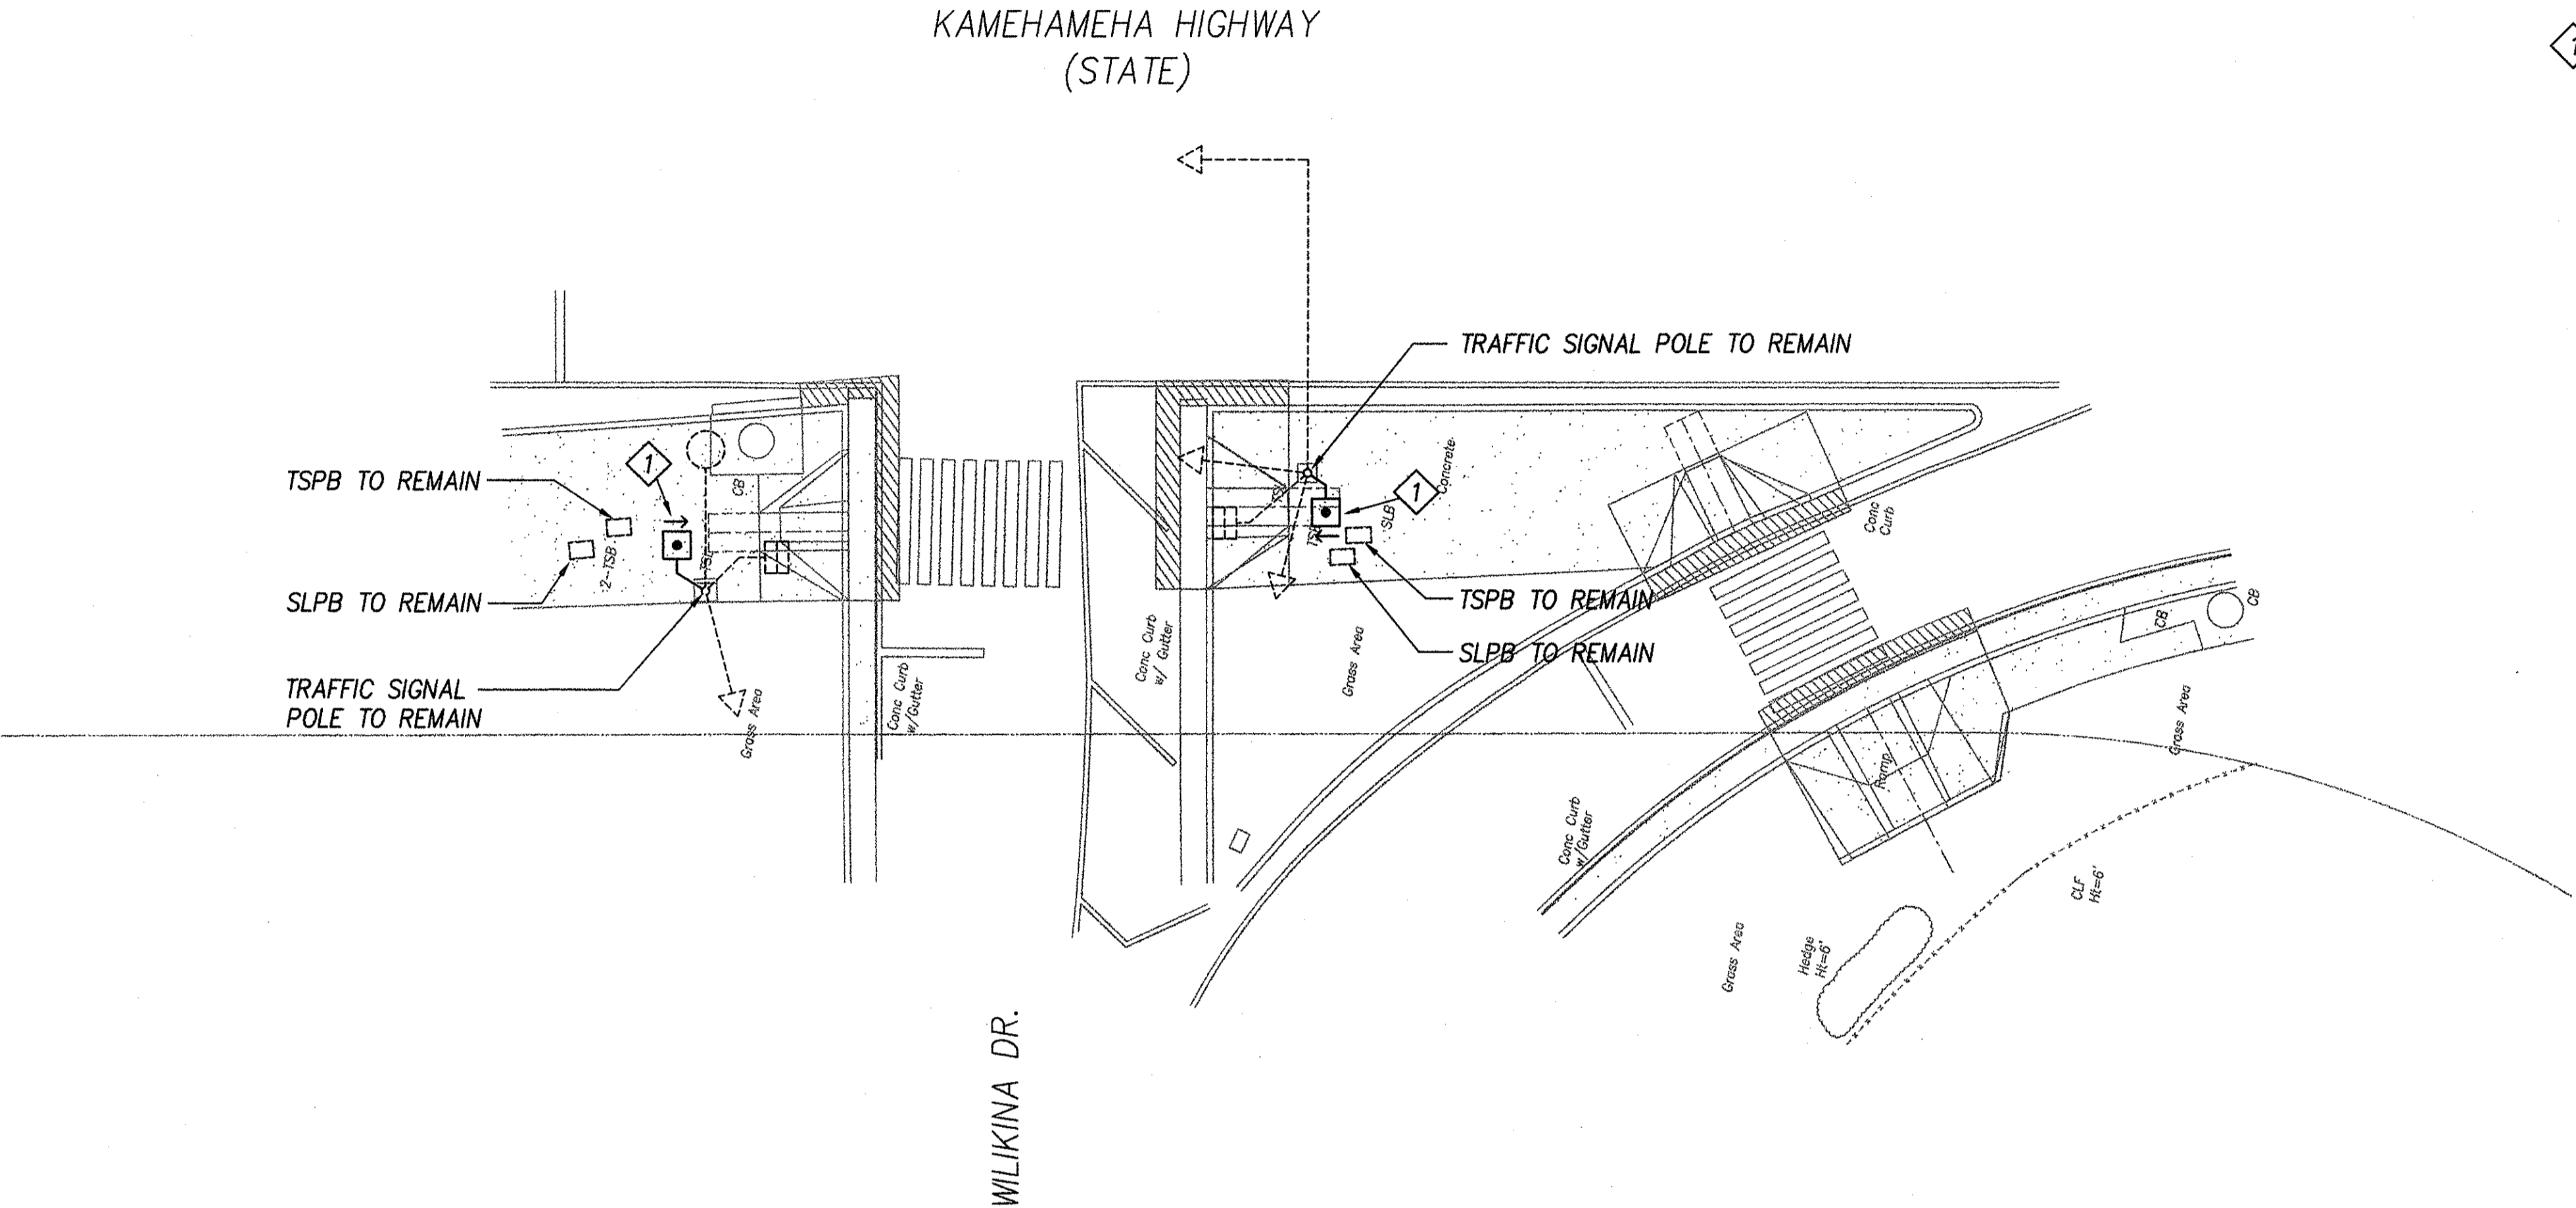 KAMEHAMEHA HIGHWAY
(STATE)
1
TRAFFIC SIGNAL POLE TO REMAIN
TSPB TO REMAIN
1
CB
1
Concrete
SLB
Conc
Curb
2-TSB
SLPB TO REMAIN
TSPB TO REMAIN
SLPB TO REMAIN
CB
CB
TRAFFIC SIGNAL
POLE TO REMAIN
Grass Area
Conc Curb
w/Gutter
Conc Curb
w/ Gutter
Grass Area
Grass Area
Ramp
Conc Curb
w/Gutter
CLF
Ht=6'
Grass Area
Hedge
Ht=6'
WILIKINA DR.